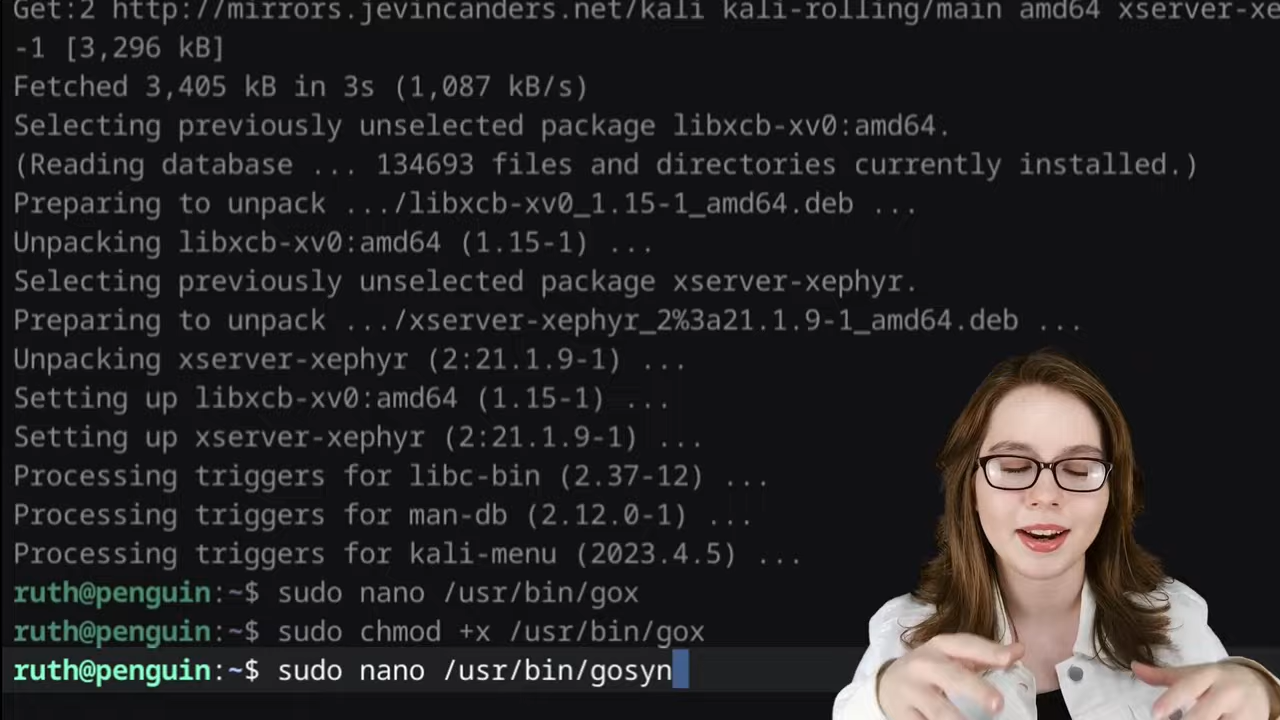 Get:2 http://mirrors.jevincanders.net/kali kali-rolling/main amd64 xserver-xe
-1 [3,296 kB]
Fetched 3,405 kB in 3s (1,087 kB/s)
Selecting previously unselected package libxcb-xv0:amd64.
(Reading database ... 134693 files and directories currently installed.)
Preparing to unpack .../libxcb-xv0_1.15-1_amd64.deb ...
Unpacking libxcb-xv0:amd64 (1.15-1) ...
Selecting previously unselected package xserver-xephyr.
Preparing to unpack .../xserver-xephyr_2%3a21.1.9-1_amd64.deb ...
Unpacking xserver-xephyr (2:21.1.9-1) ...
Setting up libxcb-xv0:amd64 (1.15-1) ...
Setting up xserver-xephyr (2:21.1.9-1) ...
Processing triggers for libc-bin (2.37-12) ...
Processing triggers for man-db (2.12.0-1) ...
Processing triggers for kali-menu (2023.4.5) ...
ruth@penguin:~$ sudo nano /usr/bin/gox
ruth@penguin:~$ sudo chmod +x /usr/bin/gox
ruth@penguin:~$ sudo nano /usr/bin/gosyn